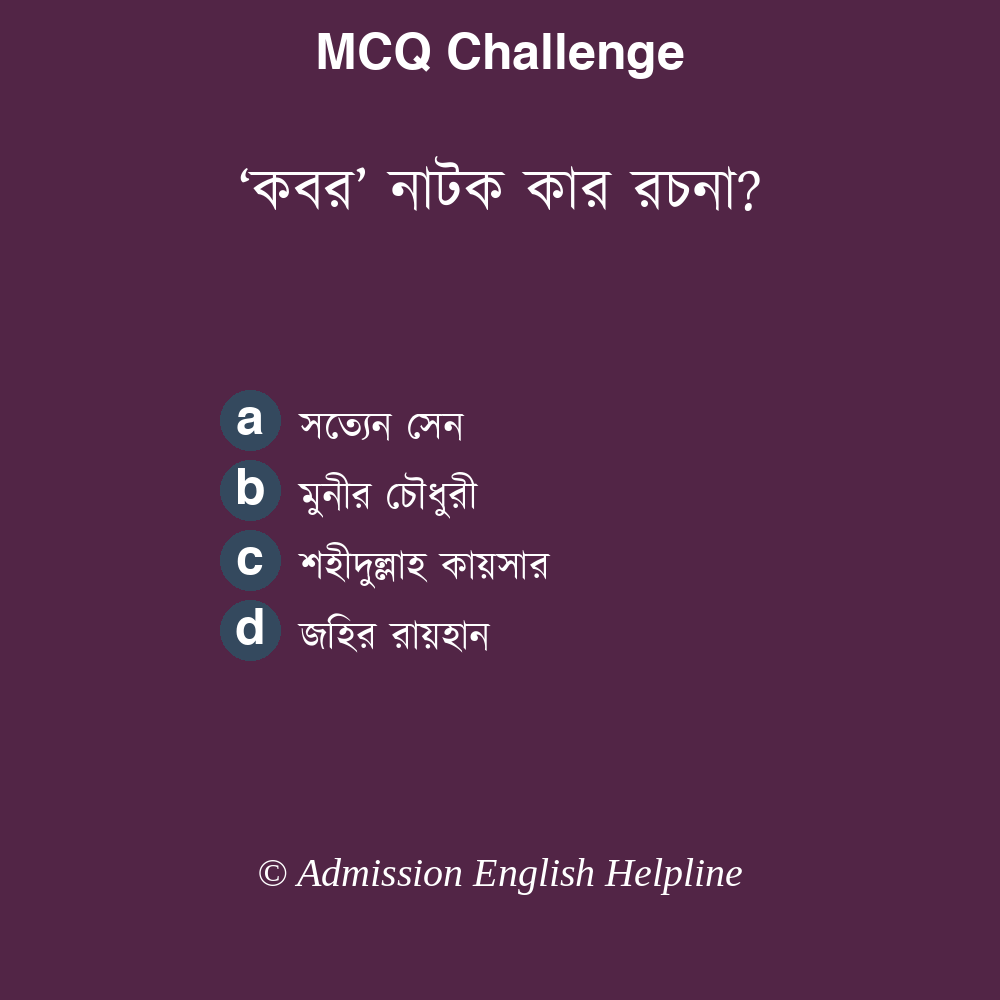 MCQ Challenge
‘কবর’ নাটক কার রচনা?
a সত্যেন সেন
b মুনীর চৌধুরী
c শহীদুল্লাহ কায়সার
d জহির রায়হান
© Admission English Helpline